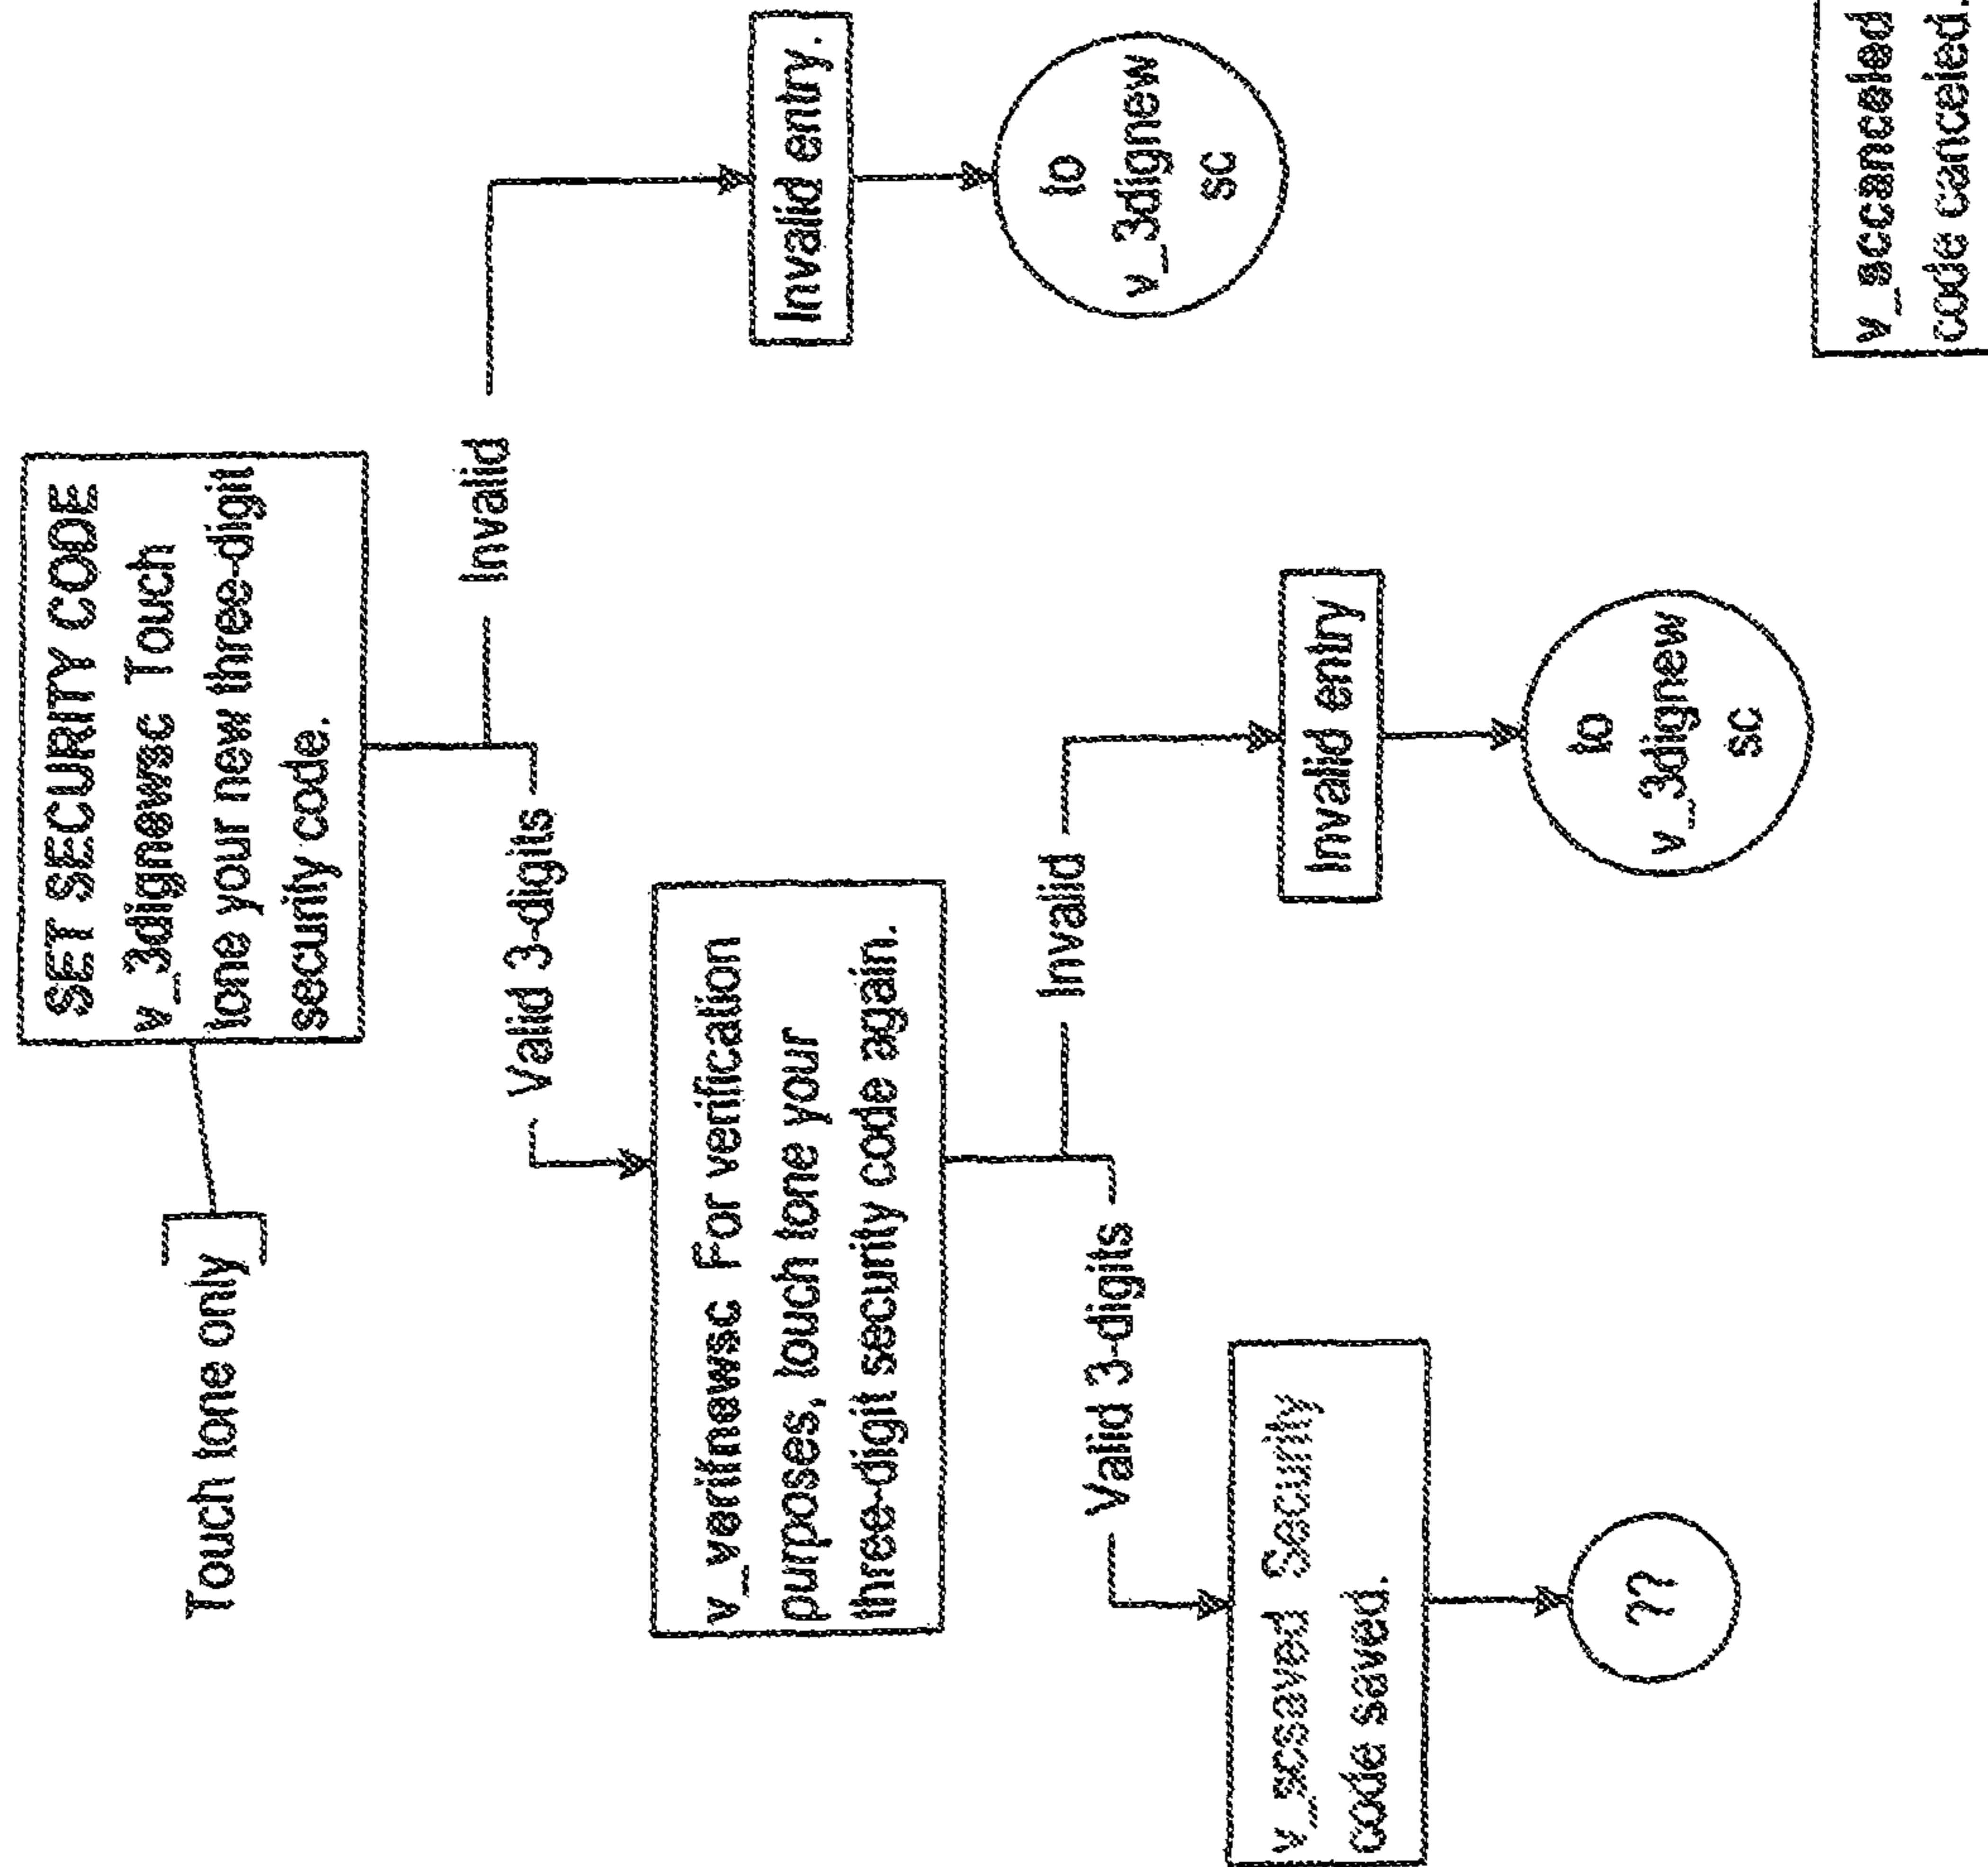 SET SECURITY CODE
v_3dignewsc Touch
tone your new three-digit
security code.
Touch tone only
Valid 3-digits
Invalid
Invalid entry.
to
v_3dignew
sc
v_verifnewsc For verification
purposes, touch tone your
three-digit security code again.
Valid 3-digits
Invalid
Invalid entry
to
v_3dignew
sc
v_scsaved Security
code saved.
??
v_sccanceled
code canceled.